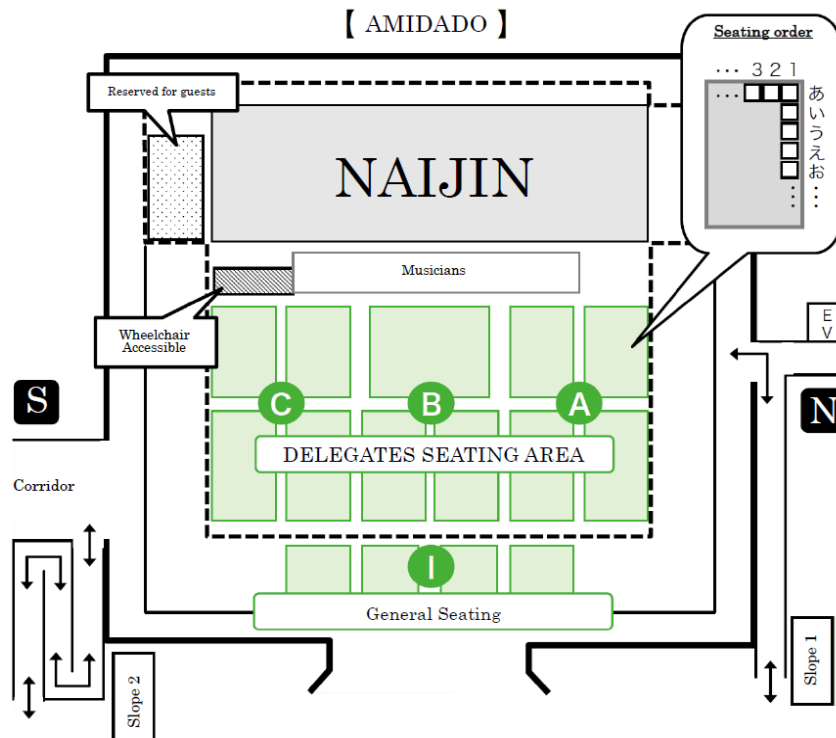 【 AMIDADO 】
Seating order
… 3 2 1
… あ
い
う
え
お
⋮ ⋮
Reserved for guests
NAIJIN
Musicians
Wheelchair
Accessible
E
V
S
C
B
A
N
DELEGATES SEATING AREA
Corridor
I
General Seating
Slope 1
Slope 2